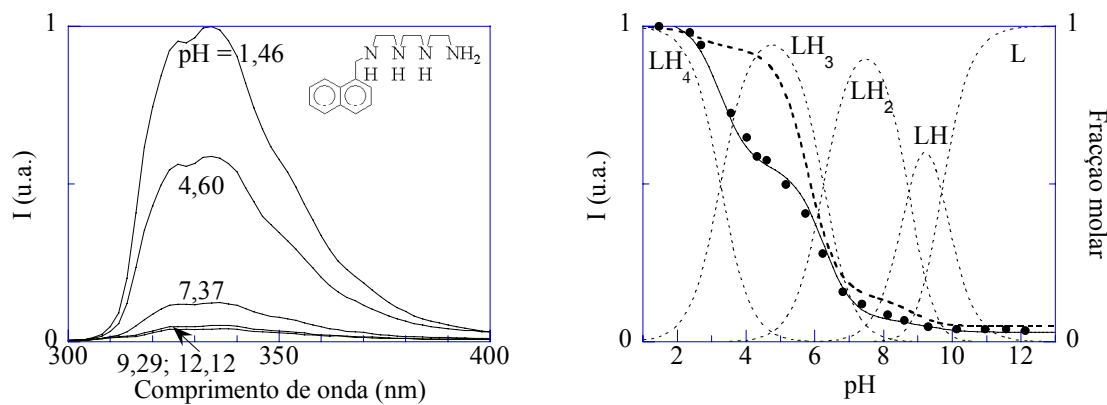 1
pH = 1,46
N N N NH2
H H H
4,60
7,37
0
300 350 400
9,29; 12,12
Comprimento de onda (nm)
I (u.a.)
1 1
LH4
LH3
LH2
LH
L
0 0
2 4 6 8 10 12
pH
I (u.a.)
Fracçao molar